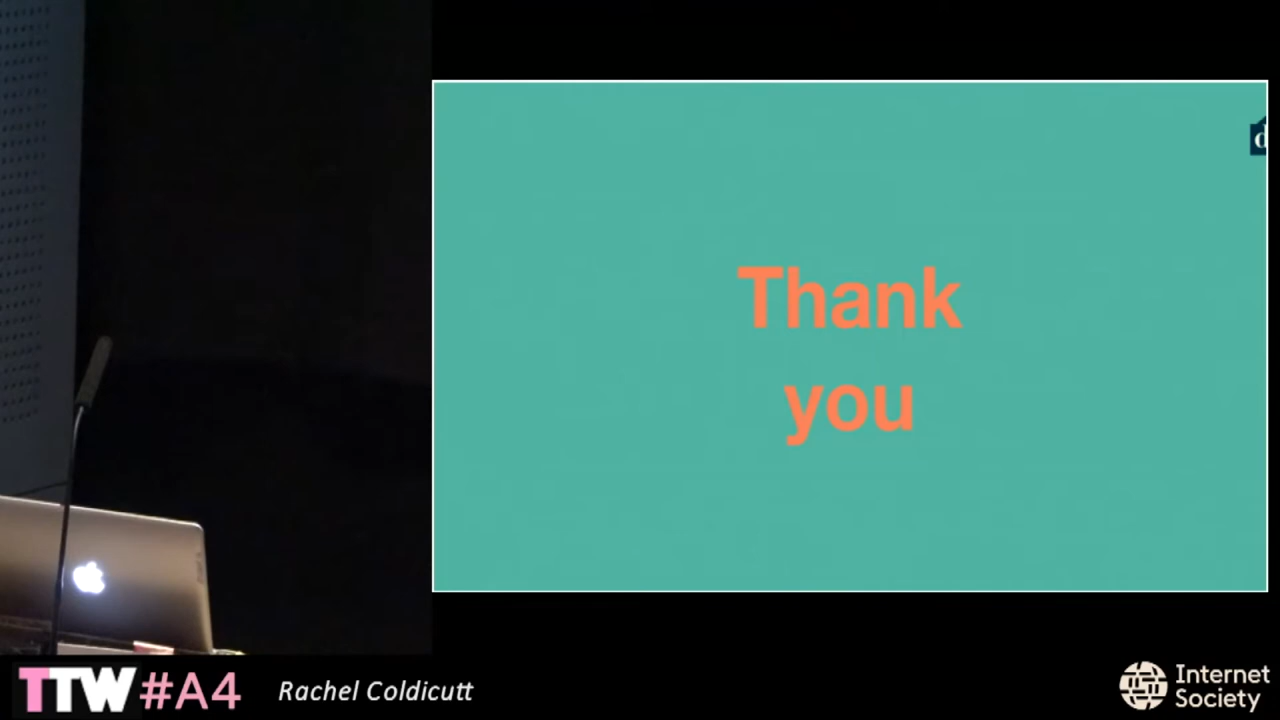 d
Thank
you
TTW#A4
Rachel Coldicutt
Internet
Society